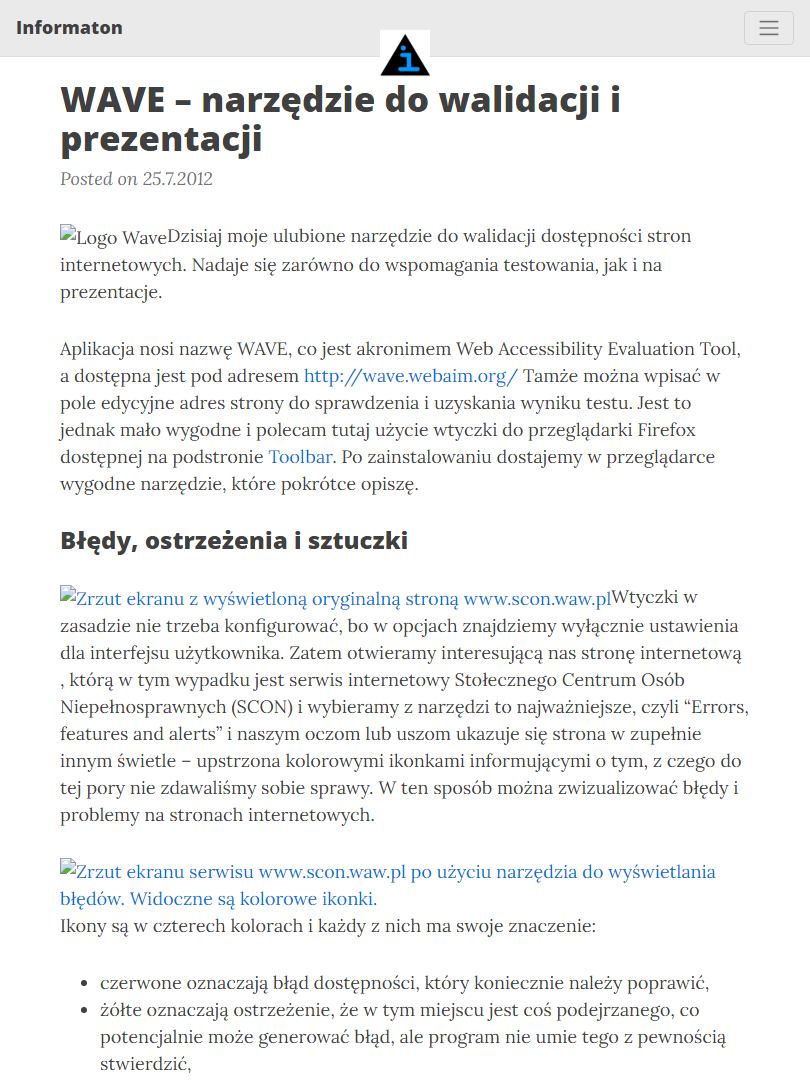 Informaton
WAVE – narzędzie do walidacji i
prezentacji
Posted on 25.7.2012
Logo WaveDzisiaj moje ulubione narzędzie do walidacji dostępności stron
internetowych. Nadaje się zarówno do wspomagania testowania, jak i na
prezentacje.
Aplikacja nosi nazwę WAVE, co jest akronimem Web Accessibility Evaluation Tool,
a dostępna jest pod adresem http://wave.webaim.org/ Tamże można wpisać w
pole edycyjne adres strony do sprawdzenia i uzyskania wyniku testu. Jest to
jednak mało wygodne i polecam tutaj użycie wtyczki do przeglądarki Firefox
dostępnej na podstronie Toolbar. Po zainstalowaniu dostajemy w przeglądarce
wygodne narzędzie, które pokrótce opiszę.
Błędy, ostrzeżenia i sztuczki
Zrzut ekranu z wyświetloną oryginalną stroną www.scon.waw.plWtyczki w
zasadzie nie trzeba konfigurować, bo w opcjach znajdziemy wyłącznie ustawienia
dla interfejsu użytkownika. Zatem otwieramy interesującą nas stronę internetową
, którą w tym wypadku jest serwis internetowy Stołecznego Centrum Osób
Niepełnosprawnych (SCON) i wybieramy z narzędzi to najważniejsze, czyli “Errors,
features and alerts” i naszym oczom lub uszom ukazuje się strona w zupełnie
innym świetle – upstrzona kolorowymi ikonkami informującymi o tym, z czego do
tej pory nie zdawaliśmy sobie sprawy. W ten sposób można zwizualizować błędy i
problemy na stronach internetowych.
Zrzut ekranu serwisu www.scon.waw.pl po użyciu narzędzia do wyświetlania
błędów. Widoczne są kolorowe ikonki.
Ikony są w czterech kolorach i każdy z nich ma swoje znaczenie:
• czerwone oznaczają błąd dostępności, który koniecznie należy poprawić,
• żółte oznaczają ostrzeżenie, że w tym miejscu jest coś podejrzanego, co
potencjalnie może generować błąd, ale program nie umie tego z pewnością
stwierdzić,